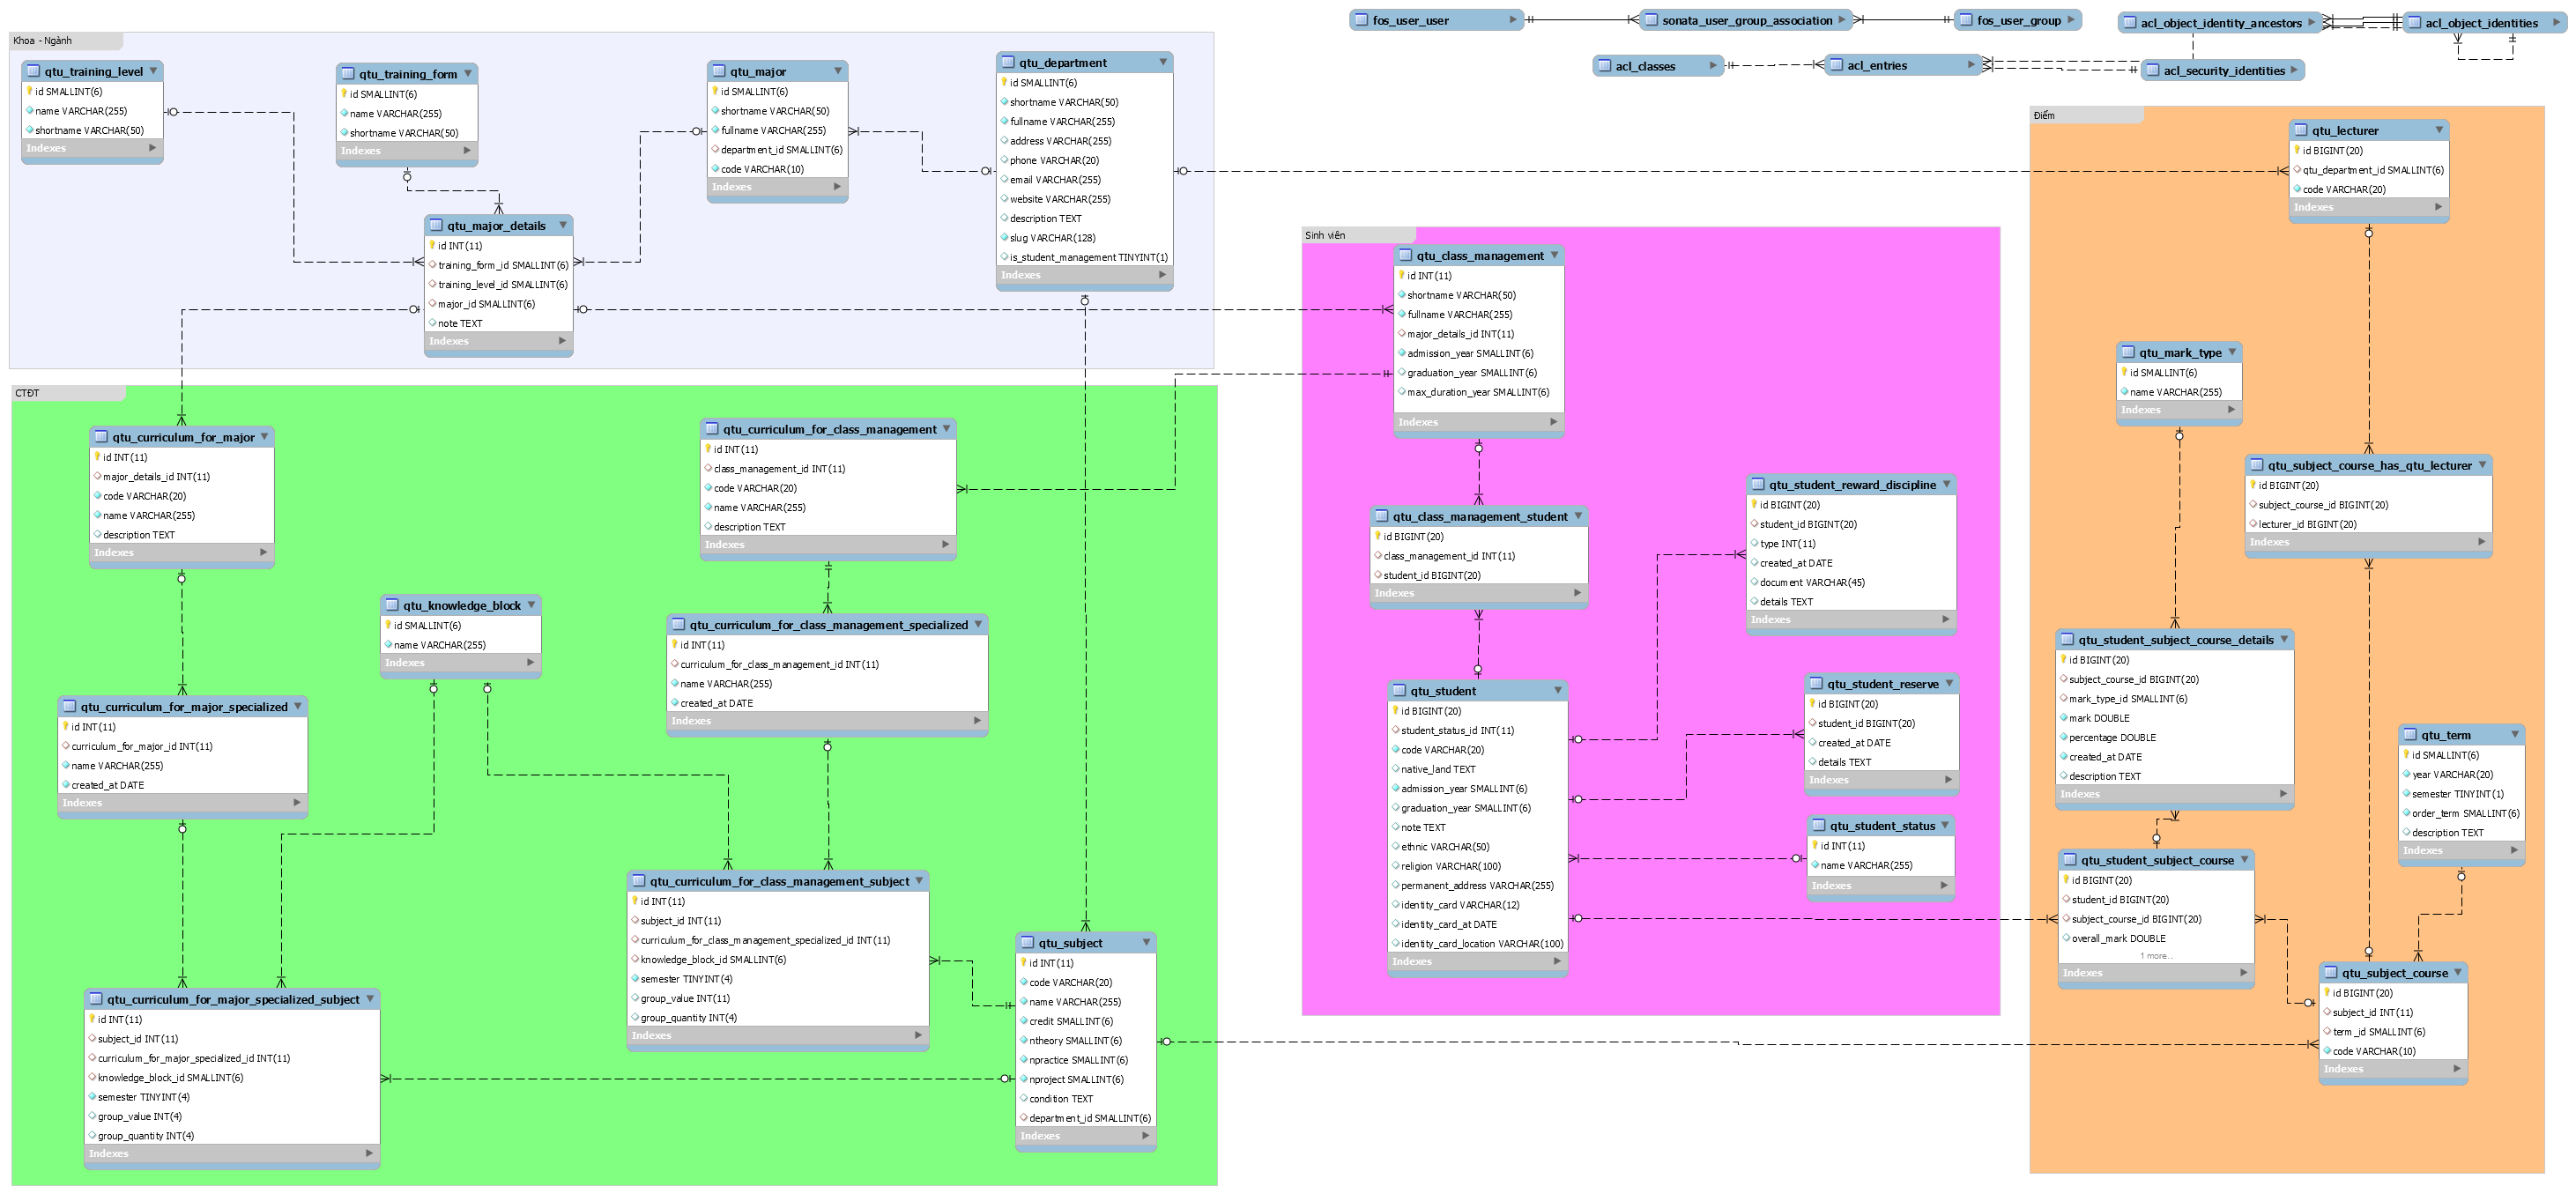 fos_user_user
sonata_user_group_association
fos_user_group
acl_object_identity_ancestors
acl_object_identities
acl_classes
acl_entries
acl_security_identities
Khoa - Ngành
qtu_training_level
id SMALLINT(6)
name VARCHAR(255)
shortname VARCHAR(50)
Indexes
qtu_training_form
id SMALLINT(6)
name VARCHAR(255)
shortname VARCHAR(50)
Indexes
qtu_major
id SMALLINT(6)
shortname VARCHAR(50)
fullname VARCHAR(255)
department_id SMALLINT(6)
code VARCHAR(10)
Indexes
qtu_department
id SMALLINT(6)
shortname VARCHAR(50)
fullname VARCHAR(255)
address VARCHAR(255)
phone VARCHAR(20)
email VARCHAR(255)
website VARCHAR(255)
description TEXT
slug VARCHAR(128)
is_student_management TINYINT(1)
Indexes
qtu_major_details
id INT(11)
training_form_id SMALLINT(6)
training_level_id SMALLINT(6)
major_id SMALLINT(6)
note TEXT
Indexes
CTĐT
qtu_curriculum_for_major
id INT(11)
major_details_id INT(11)
code VARCHAR(20)
name VARCHAR(255)
description TEXT
Indexes
qtu_curriculum_for_class_management
id INT(11)
class_management_id INT(11)
code VARCHAR(20)
name VARCHAR(255)
description TEXT
Indexes
qtu_knowledge_block
id SMALLINT(6)
name VARCHAR(255)
Indexes
qtu_curriculum_for_class_management_specialized
id INT(11)
curriculum_for_class_management_id INT(11)
name VARCHAR(255)
created_at DATE
Indexes
qtu_curriculum_for_major_specialized
id INT(11)
curriculum_for_major_id INT(11)
name VARCHAR(255)
created_at DATE
Indexes
qtu_curriculum_for_class_management_subject
id INT(11)
subject_id INT(11)
curriculum_for_class_management_specialized_id INT(11)
knowledge_block_id SMALLINT(6)
semester TINYINT(4)
group_value INT(11)
group_quantity INT(4)
Indexes
qtu_subject
id INT(11)
code VARCHAR(20)
name VARCHAR(255)
credit SMALLINT(6)
ntheory SMALLINT(6)
npractice SMALLINT(6)
nproject SMALLINT(6)
condition TEXT
department_id SMALLINT(6)
Indexes
qtu_curriculum_for_major_specialized_subject
id INT(11)
subject_id INT(11)
curriculum_for_major_specialized_id INT(11)
knowledge_block_id SMALLINT(6)
semester TINYINT(4)
group_value INT(4)
group_quantity INT(4)
Indexes
Sinh viên
qtu_class_management
id INT(11)
shortname VARCHAR(50)
fullname VARCHAR(255)
major_details_id INT(11)
admission_year SMALLINT(6)
graduation_year SMALLINT(6)
max_duration_year SMALLINT(6)
Indexes
qtu_class_management_student
id BIGINT(20)
class_management_id INT(11)
student_id BIGINT(20)
Indexes
qtu_student_reward_discipline
id BIGINT(20)
student_id BIGINT(20)
type INT(11)
created_at DATE
document VARCHAR(45)
details TEXT
Indexes
qtu_student
id BIGINT(20)
student_status_id INT(11)
code VARCHAR(20)
native_land TEXT
admission_year SMALLINT(6)
graduation_year SMALLINT(6)
note TEXT
ethnic VARCHAR(50)
religion VARCHAR(100)
permanent_address VARCHAR(255)
identity_card VARCHAR(12)
identity_card_at DATE
identity_card_location VARCHAR(100)
Indexes
qtu_student_reserve
id BIGINT(20)
student_id BIGINT(20)
created_at DATE
details TEXT
Indexes
qtu_student_status
id INT(11)
name VARCHAR(255)
Indexes
Điểm
qtu_lecturer
id BIGINT(20)
qtu_department_id SMALLINT(6)
code VARCHAR(20)
Indexes
qtu_mark_type
id SMALLINT(6)
name VARCHAR(255)
Indexes
qtu_subject_course_has_qtu_lecturer
id BIGINT(20)
subject_course_id BIGINT(20)
lecturer_id BIGINT(20)
Indexes
qtu_student_subject_course_details
id BIGINT(20)
subject_course_id BIGINT(20)
mark_type_id SMALLINT(6)
mark DOUBLE
percentage DOUBLE
created_at DATE
description TEXT
Indexes
qtu_term
id SMALLINT(6)
year VARCHAR(20)
semester TINYINT(1)
order_term SMALLINT(6)
description TEXT
Indexes
qtu_student_subject_course
id BIGINT(20)
student_id BIGINT(20)
subject_course_id BIGINT(20)
overall_mark DOUBLE
1 more...
Indexes
qtu_subject_course
id BIGINT(20)
subject_id INT(11)
term_id SMALLINT(6)
code VARCHAR(10)
Indexes